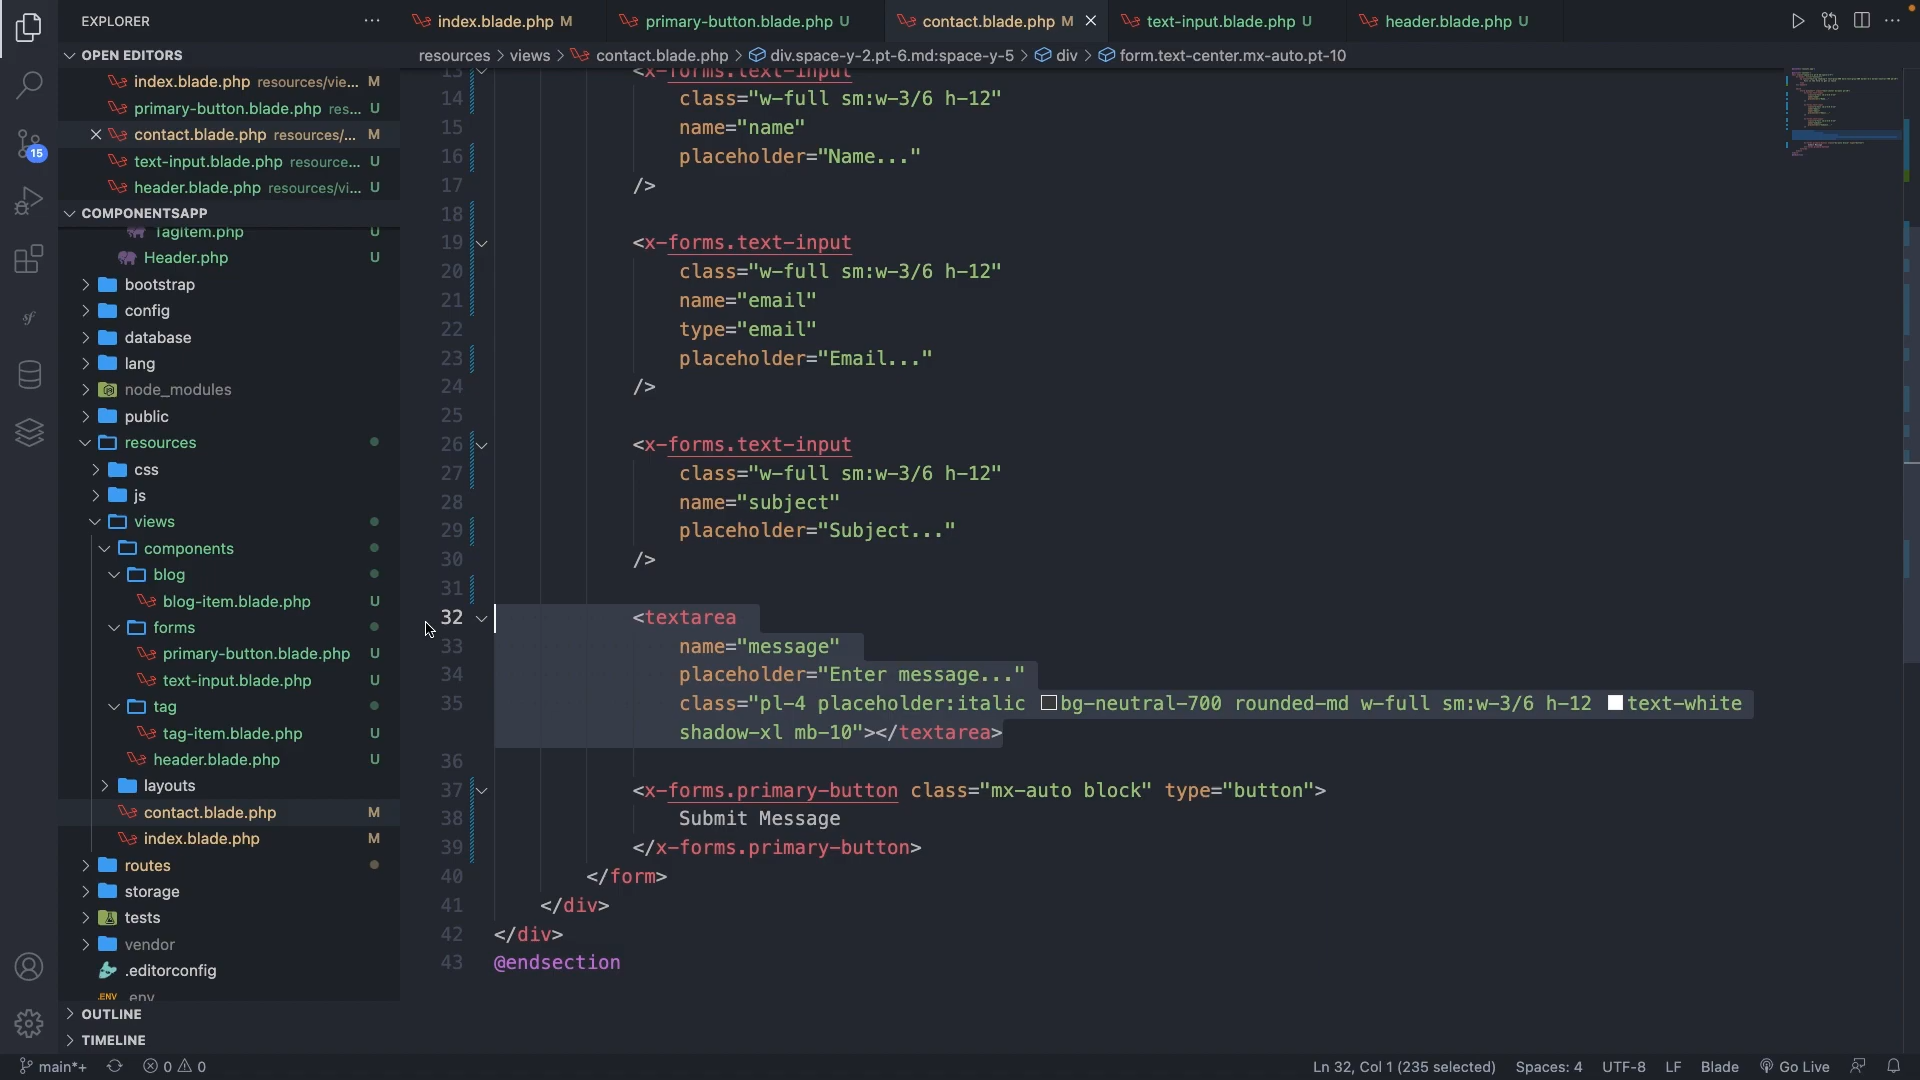 EXPLORER
index.blade.php M
primary-button.blade.php U
contact.blade.php M
text-input.blade.php U
header.blade.php U
OPEN EDITORS
resources > views > contact.blade.php > div.space-y-2.pt-6.md:space-y-5 > div > form.text-center.mx-auto.pt-10
index.blade.php resources/vie... M
primary-button.blade.php res... U
contact.blade.php resources/... M
text-input.blade.php resource... U
header.blade.php resources/vi... U
15
COMPONENTSAPP
TagItem.php U
Header.php U
bootstrap
config
database
lang
node_modules
public
resources
css
js
views
components
blog
blog-item.blade.php U
forms
primary-button.blade.php U
text-input.blade.php U
tag
tag-item.blade.php U
header.blade.php U
layouts
contact.blade.php M
index.blade.php M
routes
storage
tests
vendor
.editorconfig
.ENV .env
OUTLINE
TIMELINE
13 <x-forms.text-input
14 class="w-full sm:w-3/6 h-12"
15 name="name"
16 placeholder="Name..."
17 />
18
19 <x-forms.text-input
20 class="w-full sm:w-3/6 h-12"
21 name="email"
22 type="email"
23 placeholder="Email..."
24 />
25
26 <x-forms.text-input
27 class="w-full sm:w-3/6 h-12"
28 name="subject"
29 placeholder="Subject..."
30 />
31
32 <textarea
33 name="message"
34 placeholder="Enter message..."
35 class="pl-4 placeholder:italic bg-neutral-700 rounded-md w-full sm:w-3/6 h-12 text-white
shadow-xl mb-10"></textarea>
36
37 <x-forms.primary-button class="mx-auto block" type="button">
38 Submit Message
39 </x-forms.primary-button>
40 </form>
41 </div>
42 </div>
43 @endsection
main*+ 0 0 Ln 32, Col 1 (235 selected) Spaces: 4 UTF-8 LF Blade Go Live